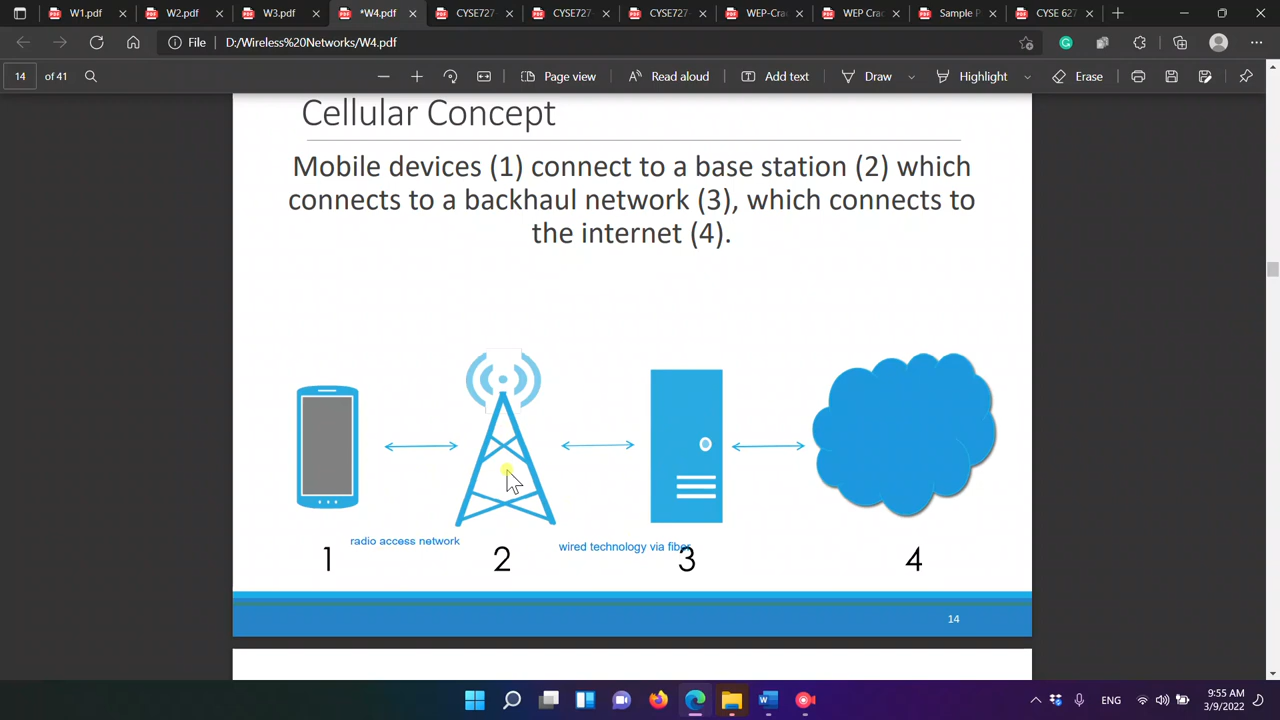 W1.pdf
W2.pdf
W3.pdf
*W4.pdf
CYSE727
CYSE727
CYSE727
WEP-Cra
WEP Crac
Sample P
CYSE 627
File
D:/Wireless%20Networks/W4.pdf
14
of 41
Page view
Read aloud
Add text
Draw
Highlight
Erase
Cellular Concept
Mobile devices (1) connect to a base station (2) which
connects to a backhaul network (3), which connects to
the internet (4).
radio access network
wired technology via fiber
1
2
3
4
14
ENG
9:55 AM
3/9/2022